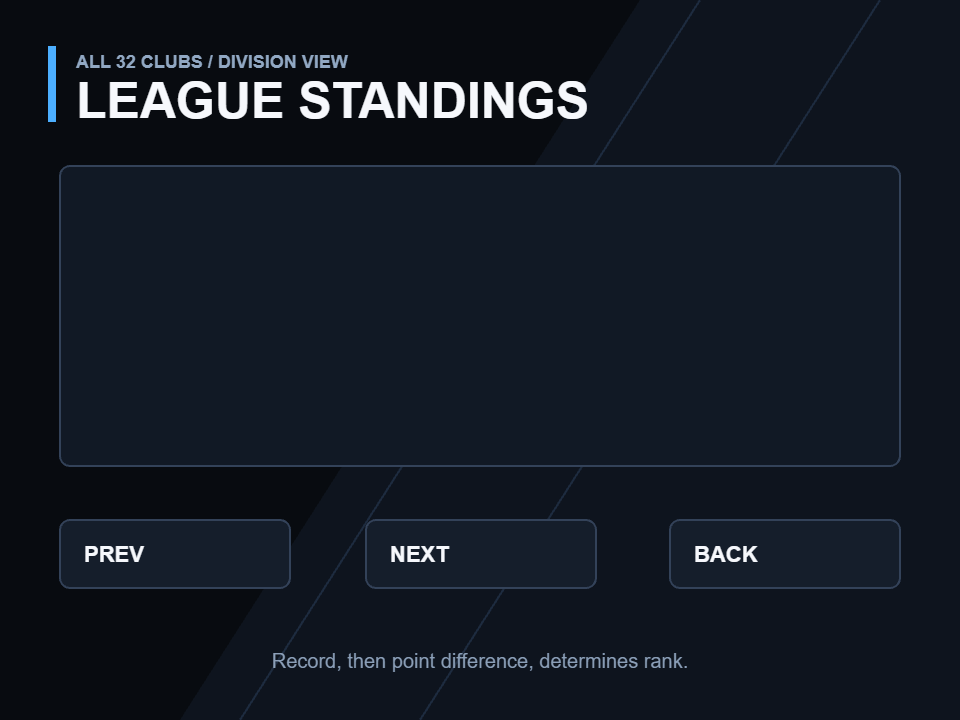 ALL 32 CLUBS / DIVISION VIEW
LEAGUE STANDINGS
PREV
NEXT
BACK
Record, then point difference, determines rank.